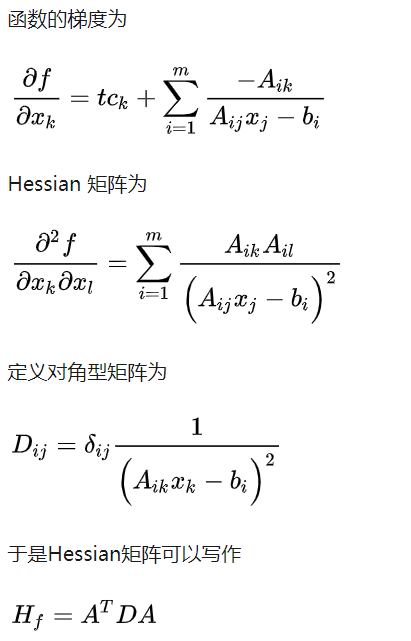 函数的梯度为
$\frac{\partial f}{\partial x_k} = tc_k + \sum_{i=1}^{m} \frac{-A_{ik}}{A_{ij}x_j - b_i}$
Hessian 矩阵为
$\frac{\partial^2 f}{\partial x_k \partial x_l} = \sum_{i=1}^{m} \frac{A_{ik}A_{il}}{\left(A_{ij}x_j - b_i\right)^2}$
定义对角型矩阵为
$D_{ij} = \delta_{ij} \frac{1}{\left(A_{ik}x_k - b_i\right)^2}$
于是Hessian矩阵可以写作
$H_f = A^T DA$